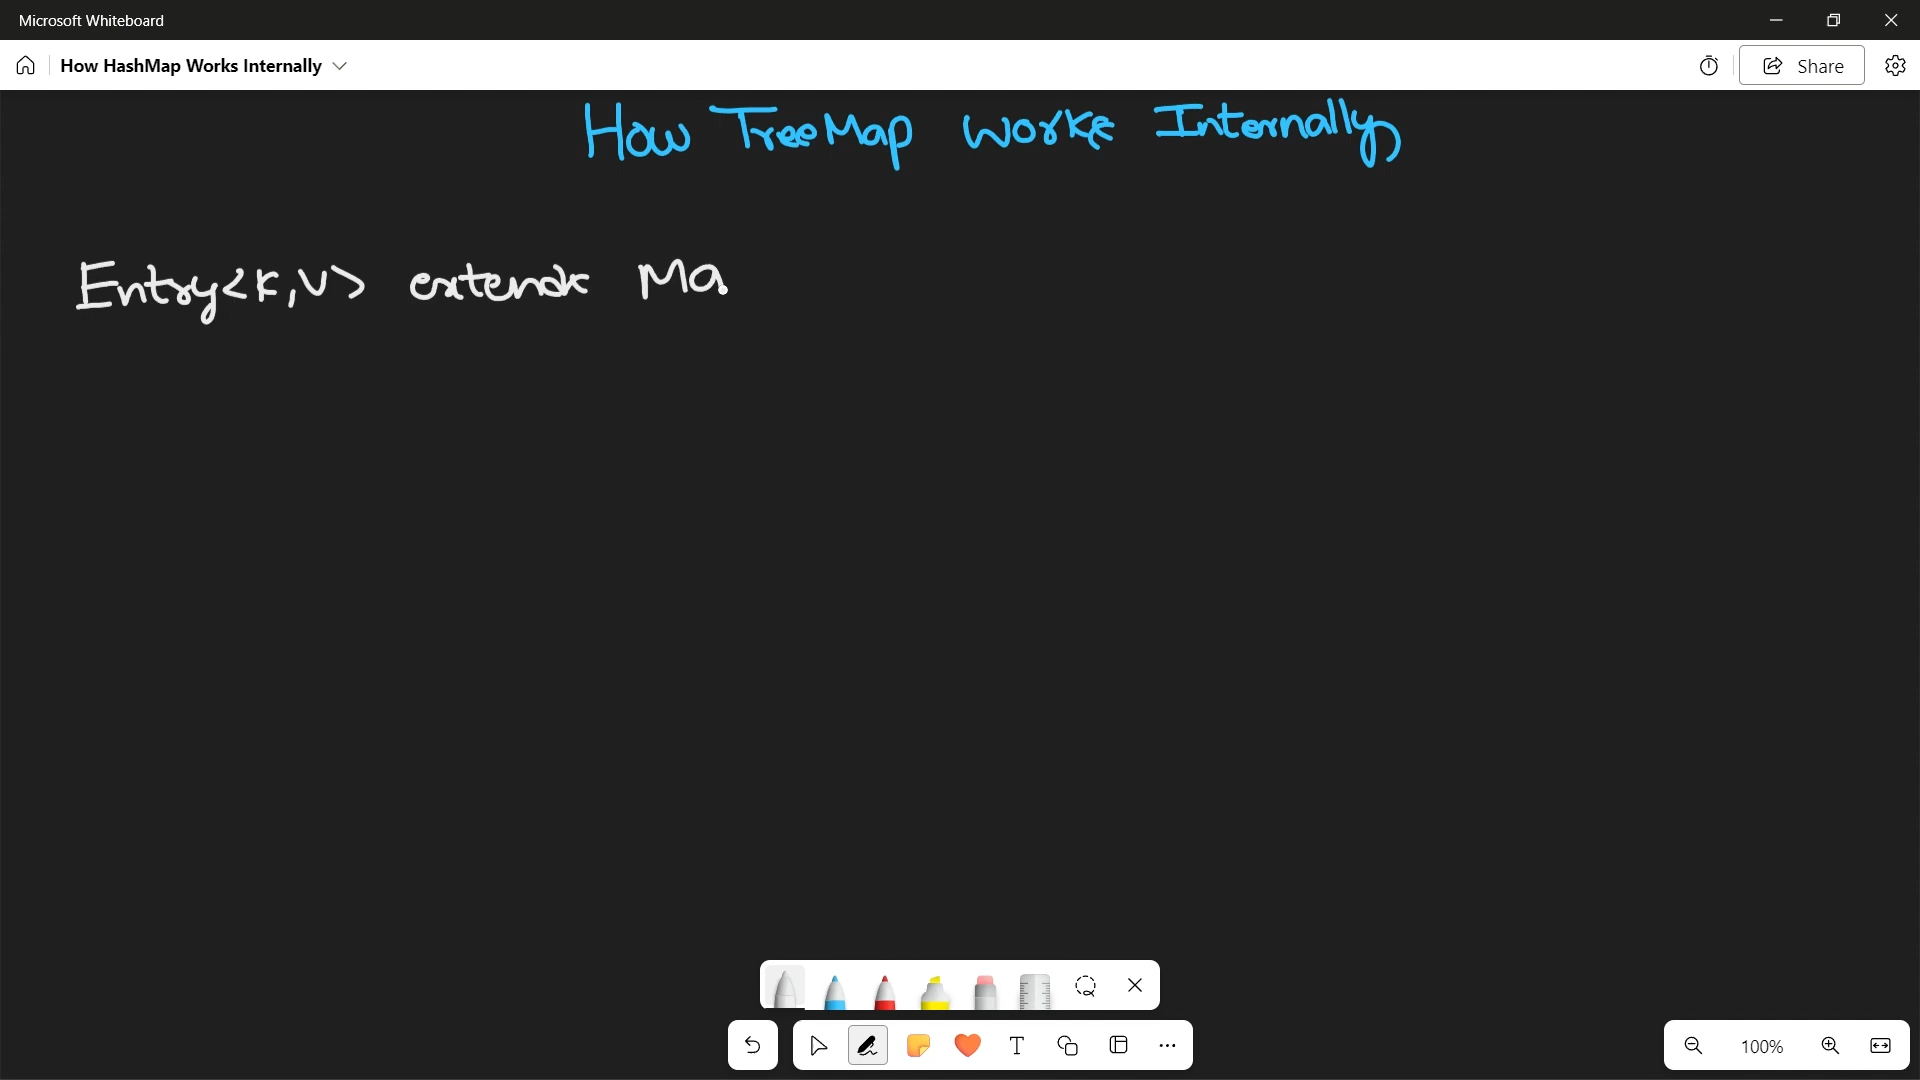 Microsoft Whiteboard
How HashMap Works Internally
Share
How TreeMap Works Internally
Entry<K,V> extends Ma
100%